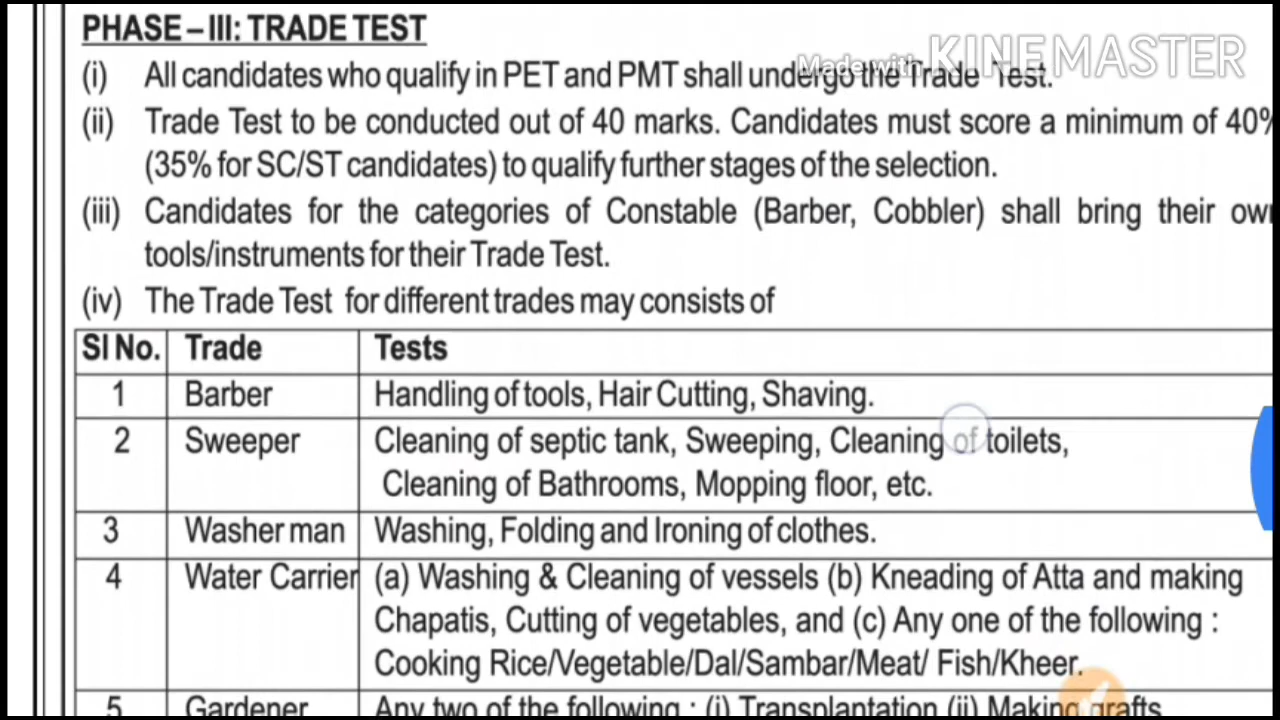 PHASE – III: TRADE TEST
Made with KINEMASTER
(i) All candidates who qualify in PET and PMT shall undergo the Trade Test.
(ii) Trade Test to be conducted out of 40 marks. Candidates must score a minimum of 40%
(35% for SC/ST candidates) to qualify further stages of the selection.
(iii) Candidates for the categories of Constable (Barber, Cobbler) shall bring their own
tools/instruments for their Trade Test.
(iv) The Trade Test for different trades may consists of
Sl No. Trade Tests
1 Barber Handling of tools, Hair Cutting, Shaving.
2 Sweeper Cleaning of septic tank, Sweeping, Cleaning of toilets,
Cleaning of Bathrooms, Mopping floor, etc.
3 Washer man Washing, Folding and Ironing of clothes.
4 Water Carrier (a) Washing & Cleaning of vessels (b) Kneading of Atta and making
Chapatis, Cutting of vegetables, and (c) Any one of the following :
Cooking Rice/Vegetable/Dal/Sambar/Meat/ Fish/Kheer.
5 Gardener Any two of the following : (i) Transplantation (ii) Making grafts